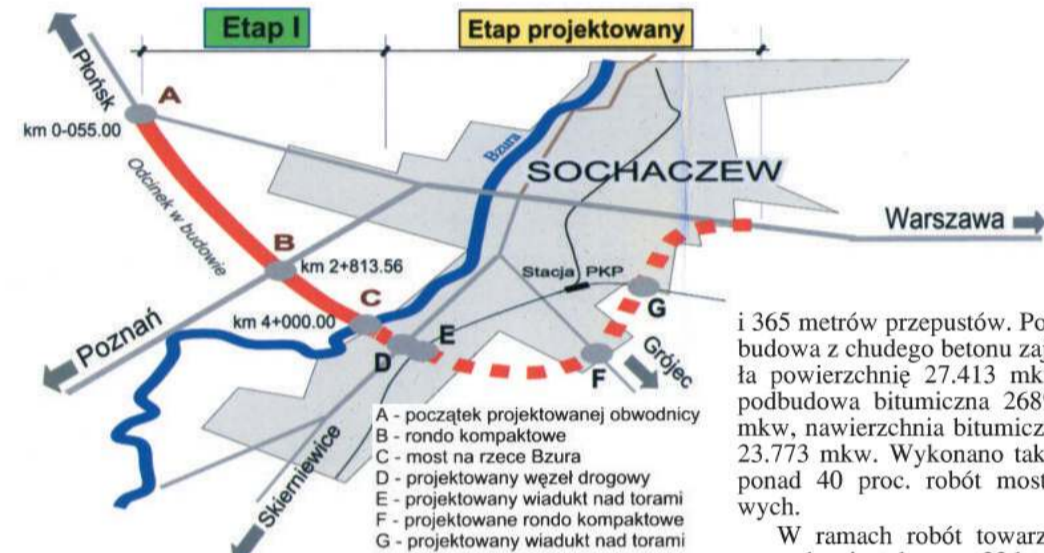 Etap I
Etap projektowany
Płońsk
A
km 0-055.00
Odcinek w budowie
Bzura
SOCHACZEW
Warszawa
B
km 2+813.56
Stacja PKP
C
km 4+000.00
Poznań
D
E
G
F
Grójec
Skierniewice
A - początek projektowanej obwodnicy
B - rondo kompaktowe
C - most na rzece Bzura
D - projektowany węzeł drogowy
E - projektowany wiadukt nad torami
F - projektowane rondo kompaktowe
G - projektowany wiadukt nad torami
i 365 metrów przepustów. Po
budowa z chudego betonu zaj
ła powierzchnię 27.413 mk
podbudowa bitumiczna 268
mkw, nawierzchnia bitumicz
23.773 mkw. Wykonano tak
ponad 40 proc. robót most
wych.
W ramach robót towarz